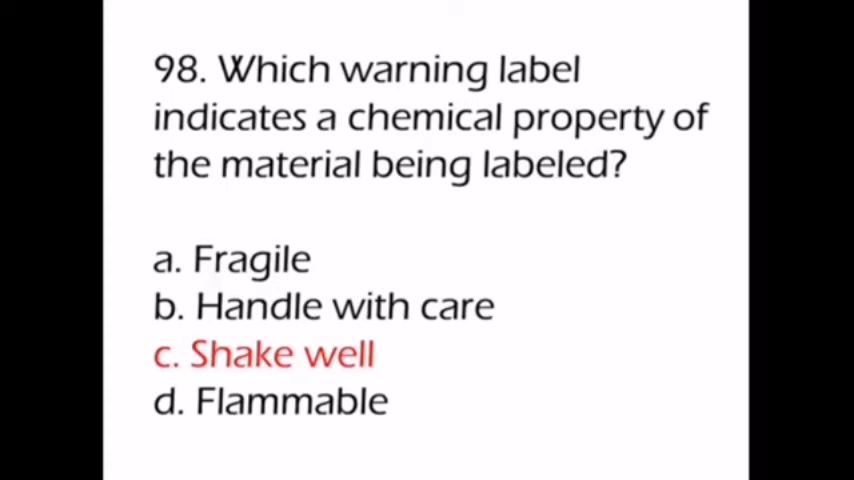 98. Which warning label
indicates a chemical property of
the material being labeled?
a. Fragile
b. Handle with care
c. Shake well
d. Flammable